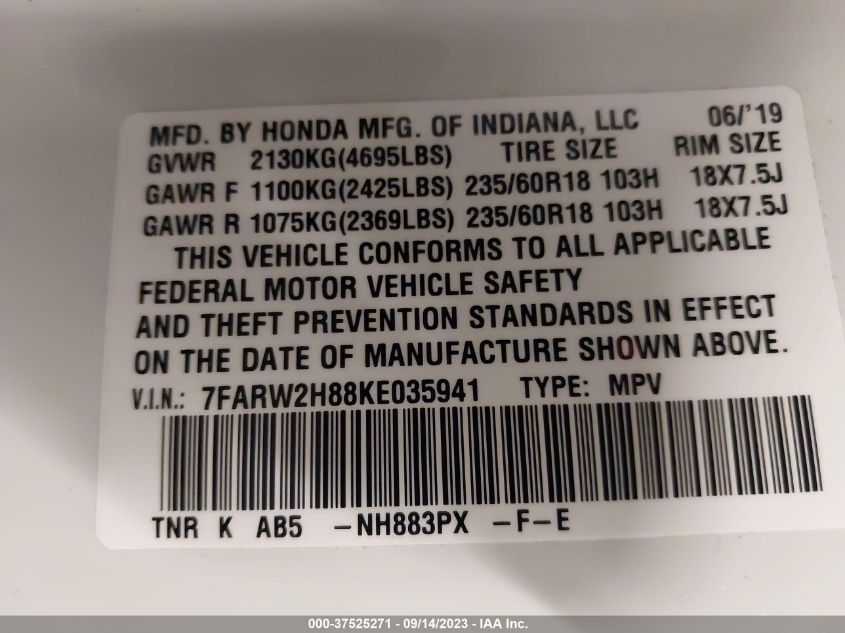 MFD. BY HONDA MFG. OF INDIANA, LLC 06/'19
GVWR 2130KG(4695LBS) TIRE SIZE RIM SIZE
GAWR F 1100KG(2425LBS) 235/60R18 103H 18X7.5J
GAWR R 1075KG(2369LBS) 235/60R18 103H 18X7.5J
THIS VEHICLE CONFORMS TO ALL APPLICABLE
FEDERAL MOTOR VEHICLE SAFETY
AND THEFT PREVENTION STANDARDS IN EFFECT
ON THE DATE OF MANUFACTURE SHOWN ABOVE.
V.I.N.: 7FARW2H88KE035941 TYPE: MPV
TNR K AB5 -NH883PX -F-E
000-37525271 - 09/14/2023 - IAA Inc.